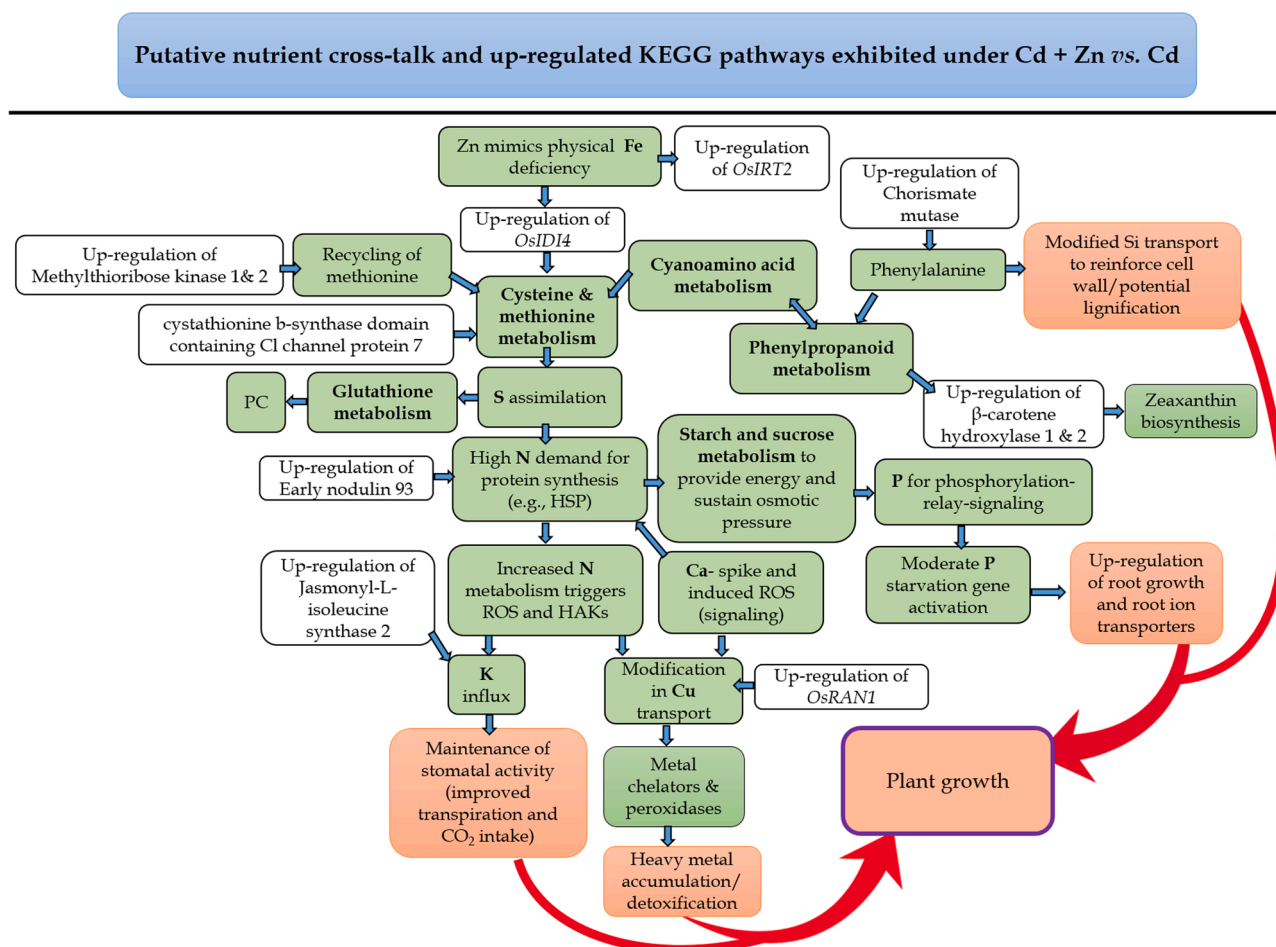 Putative nutrient cross-talk and up-regulated KEGG pathways exhibited under Cd + Zn vs. Cd
Zn mimics physical Fe
deficiency
Up-regulation
of OsIRT2
Up-regulation of
Chorismate
mutase
Up-regulation of
OsIDI4
Up-regulation of
Methylthioribose kinase 1& 2
Recycling of
methionine
Cyanoamino acid
metabolism
Phenylalanine
Modified Si transport
to reinforce cell
wall/potential
lignification
Cysteine &
methionine
metabolism
cystathionine b-synthase domain
containing Cl channel protein 7
Phenylpropanoid
metabolism
PC
Glutathione
metabolism
S assimilation
Up-regulation of
β-carotene
hydroxylase 1 & 2
Zeaxanthin
biosynthesis
Up-regulation of
Early nodulin 93
High N demand for
protein synthesis
(e.g., HSP)
Starch and sucrose
metabolism to
provide energy and
sustain osmotic
pressure
P for phosphorylation-
relay-signaling
Up-regulation of
Jasmonyl-L-
isoleucine
synthase 2
Increased N
metabolism triggers
ROS and HAKs
Ca- spike and
induced ROS
(signaling)
Moderate P
starvation gene
activation
Up-regulation
of root growth
and root ion
transporters
K
influx
Modification
in Cu
transport
Up-regulation of
OsRAN1
Maintenance of
stomatal activity
(improved
transpiration and
CO₂ intake)
Metal
chelators &
peroxidases
Plant growth
Heavy metal
accumulation/
detoxification